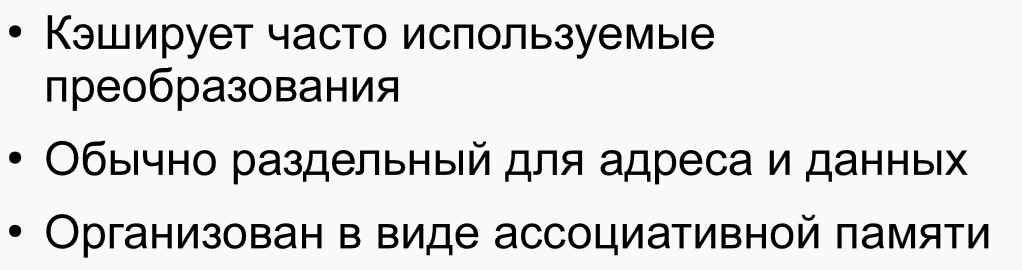 • Кэширует часто используемые
преобразования
• Обычно раздельный для адреса и данных
• Организован в виде ассоциативной памяти